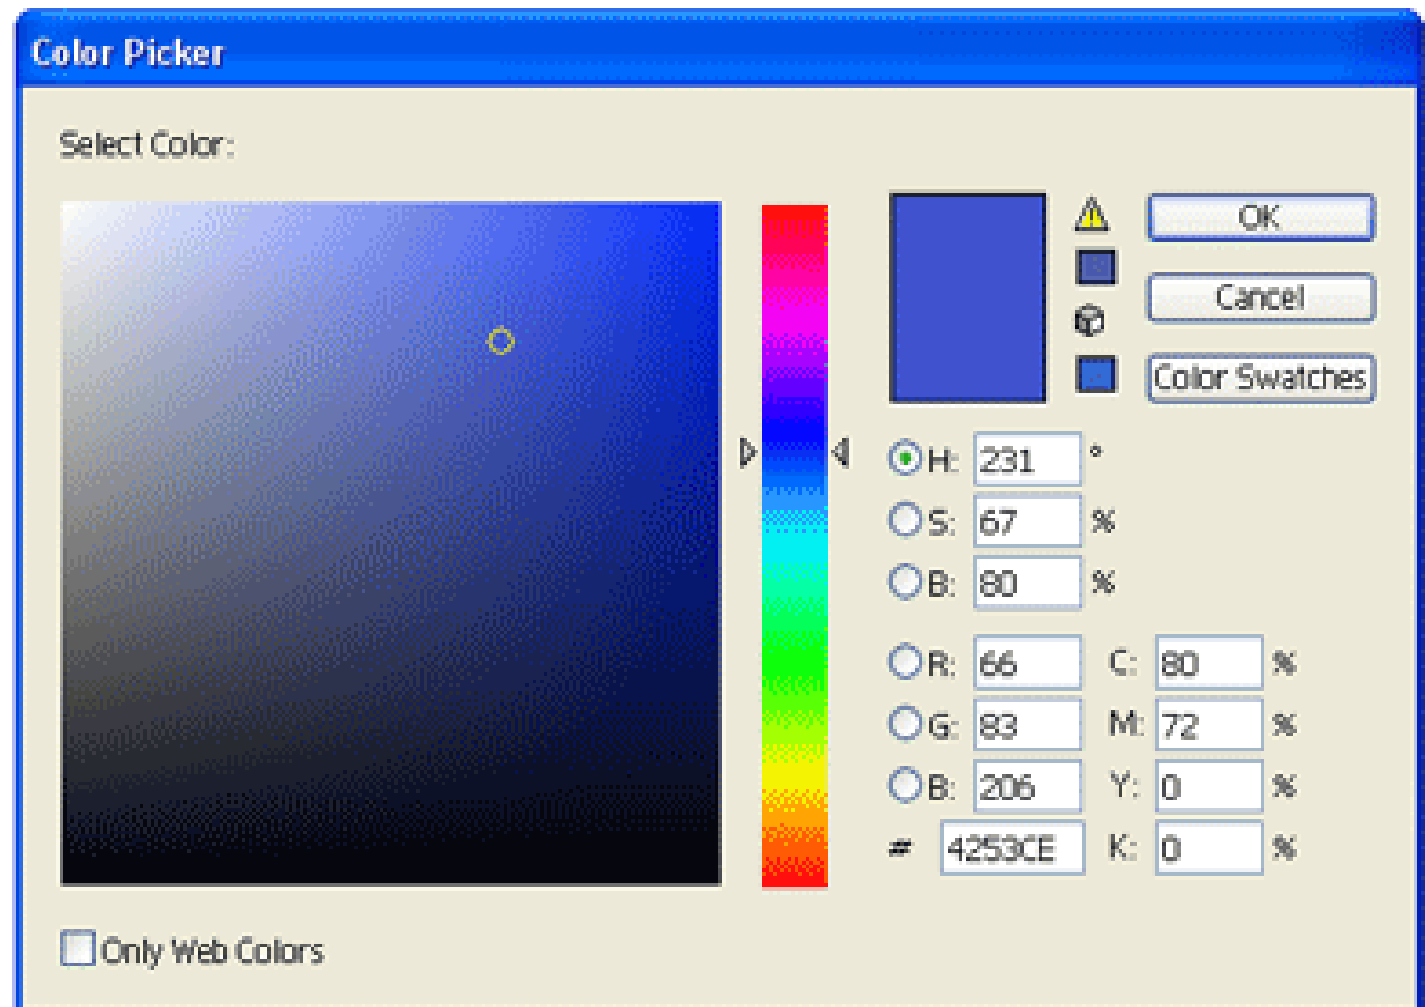 Color Picker
Select Color:
OK
Cancel
Color Swatches
H: 231 °
S: 67 %
B: 80 %
R: 66 C: 80 %
G: 83 M: 72 %
B: 206 Y: 0 %
# 4253CE K: 0 %
Only Web Colors